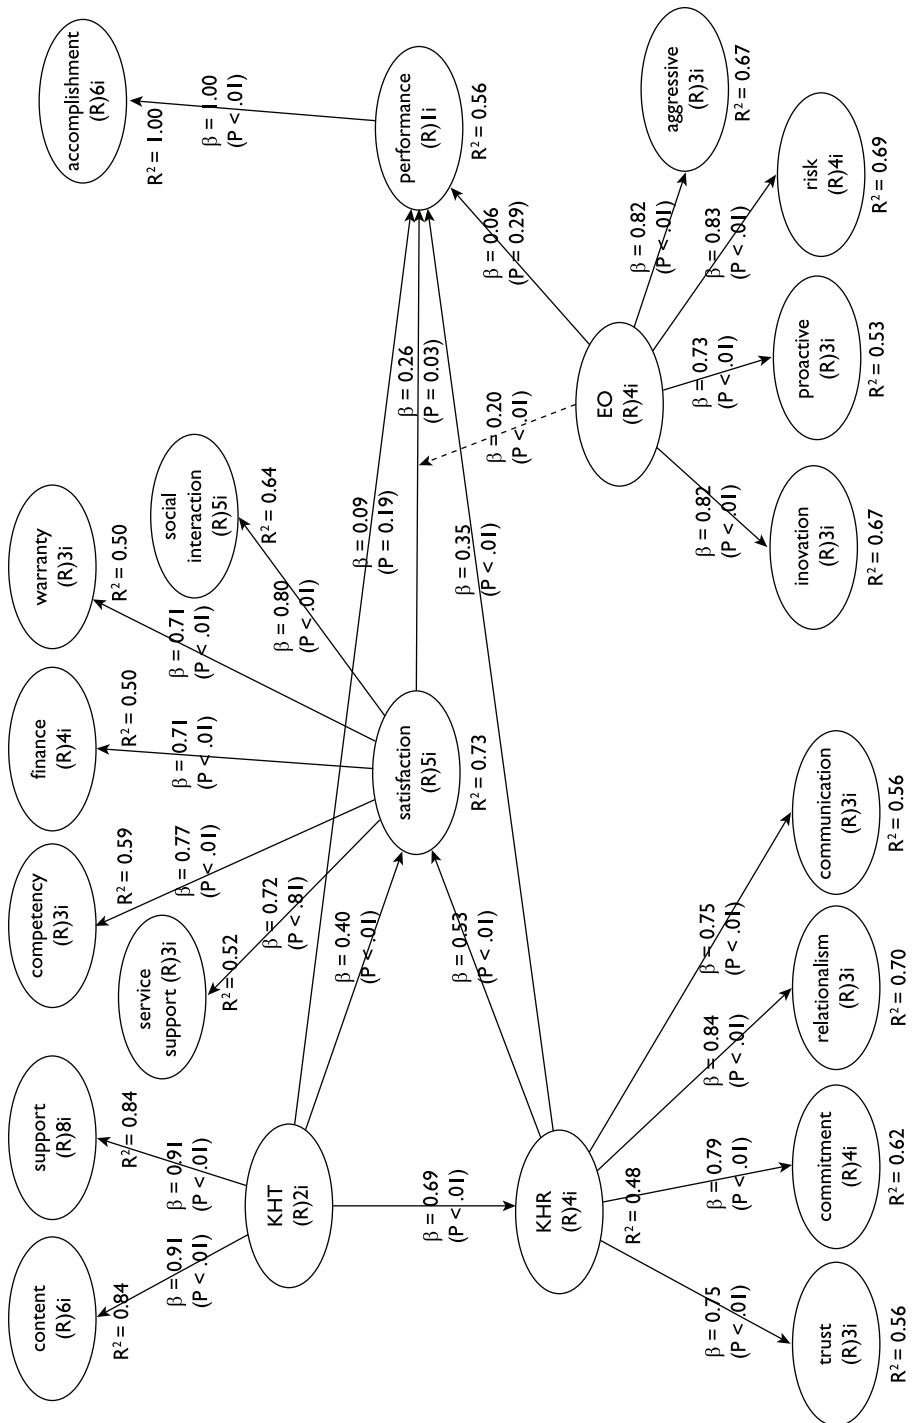 content
(R)6i
R² = 0.84
support
(R)8i
R² = 0.84
competency
(R)3i
R² = 0.59
finance
(R)4i
R² = 0.50
warranty
(R)3i
R² = 0.50
accomplishment
(R)6i
R² = 1.00
service
support (R)3i
R² = 0.52
social
interaction
(R)5i
R² = 0.64
β = 0.91
(P < .01)
β = 0.91
(P < .01)
β = 0.72
(P < .81)
β = 0.77
(P < .01)
β = 0.71
(P < .01)
β = 0.71
(P < .01)
β = 0.80
(P < .01)
β = 1.00
(P < .01)
KHT
(R)2i
β = 0.40
(P < .01)
β = 0.09
(P = 0.19)
satisfaction
(R)5i
R² = 0.73
β = 0.26
(P = 0.03)
performance
(R)1i
R² = 0.56
β = 0.69
(P < .01)
β = 0.53
(P < .01)
β = 0.35
(P < .01)
β = 0.20
(P < .01)
β = 0.06
(P = 0.29)
KHR
(R)4i
R² = 0.48
EO
(R)4i
β = 0.75
(P < .01)
β = 0.79
(P < .01)
β = 0.84
(P < .01)
β = 0.75
(P < .01)
β = 0.82
(P < .01)
β = 0.73
(P < .01)
β = 0.83
(P < .01)
β = 0.82
(P < .01)
aggressive
(R)3i
R² = 0.67
trust
(R)3i
R² = 0.56
commitment
(R)4i
R² = 0.62
relationalism
(R)3i
R² = 0.70
communication
(R)3i
R² = 0.56
inovation
(R)3i
R² = 0.67
proactive
(R)3i
R² = 0.53
risk
(R)4i
R² = 0.69